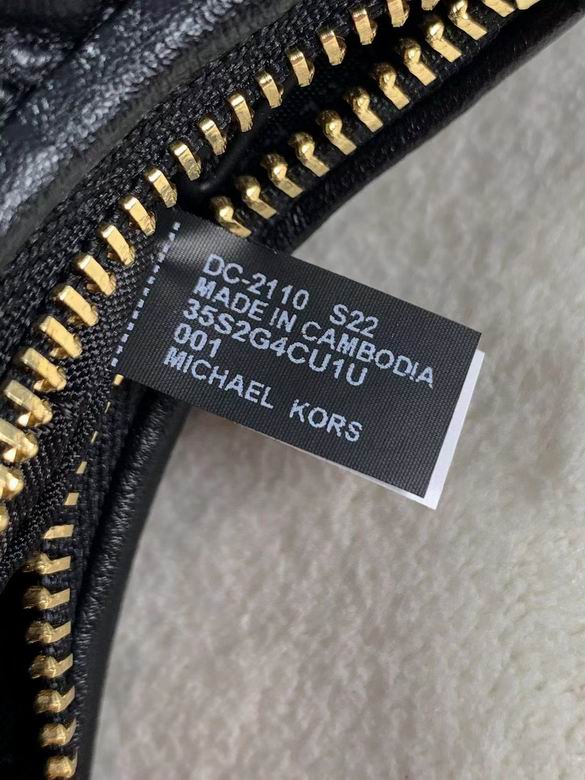 DC-2110 S22
MADE IN CAMBODIA
35S2G4CU1U
001
MICHAEL KORS